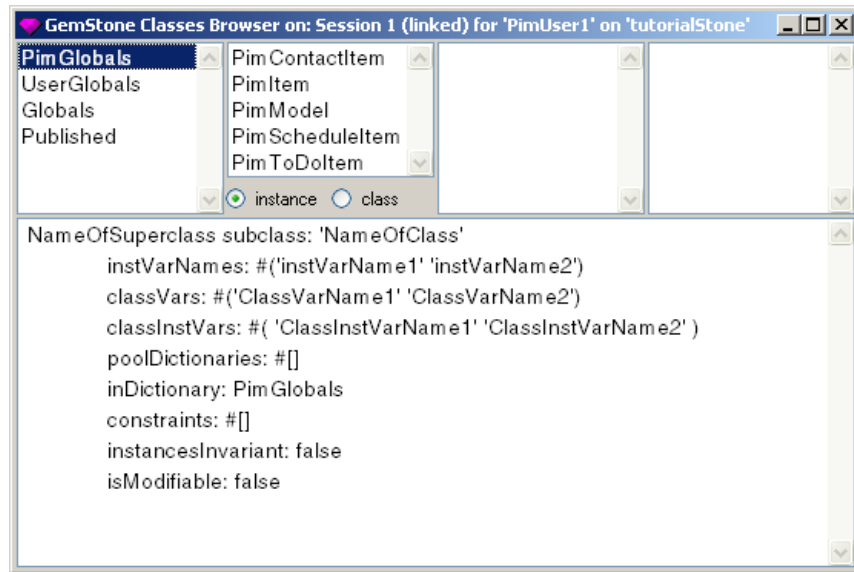 GemStone Classes Browser on: Session 1 (linked) for 'PimUser1' on 'tutorialStone'
PimGlobals
UserGlobals
Globals
Published
PimContactItem
PimItem
PimModel
PimScheduleItem
PimToDoItem
instance class
NameOfSuperclass subclass: 'NameOfClass'
instVarNames: #('instVarName1' 'instVarName2')
classVars: #('ClassVarName1' 'ClassVarName2')
classInstVars: #( 'ClassInstVarName1' 'ClassInstVarName2' )
poolDictionaries: #[]
inDictionary: PimGlobals
constraints: #[]
instancesInvariant: false
isModifiable: false